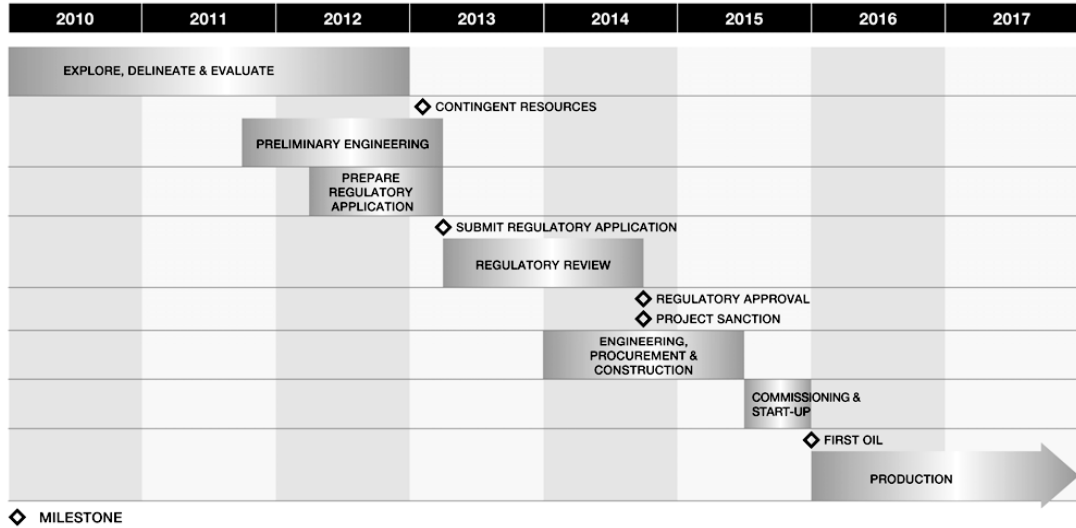 2010 2011 2012 2013 2014 2015 2016 2017
EXPLORE, DELINEATE & EVALUATE
CONTINGENT RESOURCES
PRELIMINARY ENGINEERING
PREPARE
REGULATORY
APPLICATION
SUBMIT REGULATORY APPLICATION
REGULATORY REVIEW
REGULATORY APPROVAL
PROJECT SANCTION
ENGINEERING,
PROCUREMENT &
CONSTRUCTION
COMMISSIONING &
START-UP
FIRST OIL
PRODUCTION
MILESTONE